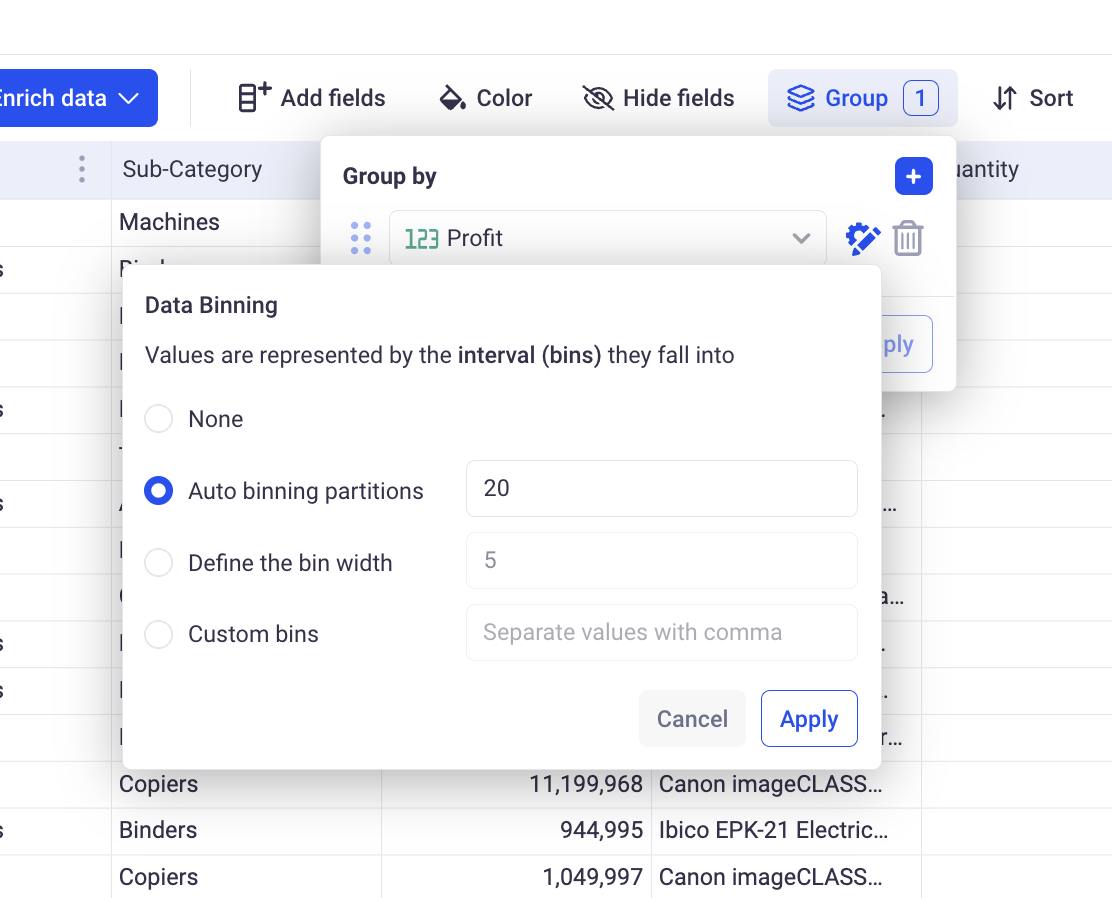 Enrich data
Add fields
Color
Hide fields
Group 1
Sort
Sub-Category
Group by
Machines
123 Profit
Data Binning
Values are represented by the interval (bins) they fall into
None
Auto binning partitions 20
Define the bin width 5
Custom bins Separate values with comma
Cancel Apply
Copiers 11,199,968 Canon imageCLASS...
Binders 944,995 Ibico EPK-21 Electric...
Copiers 1,049,997 Canon imageCLASS...